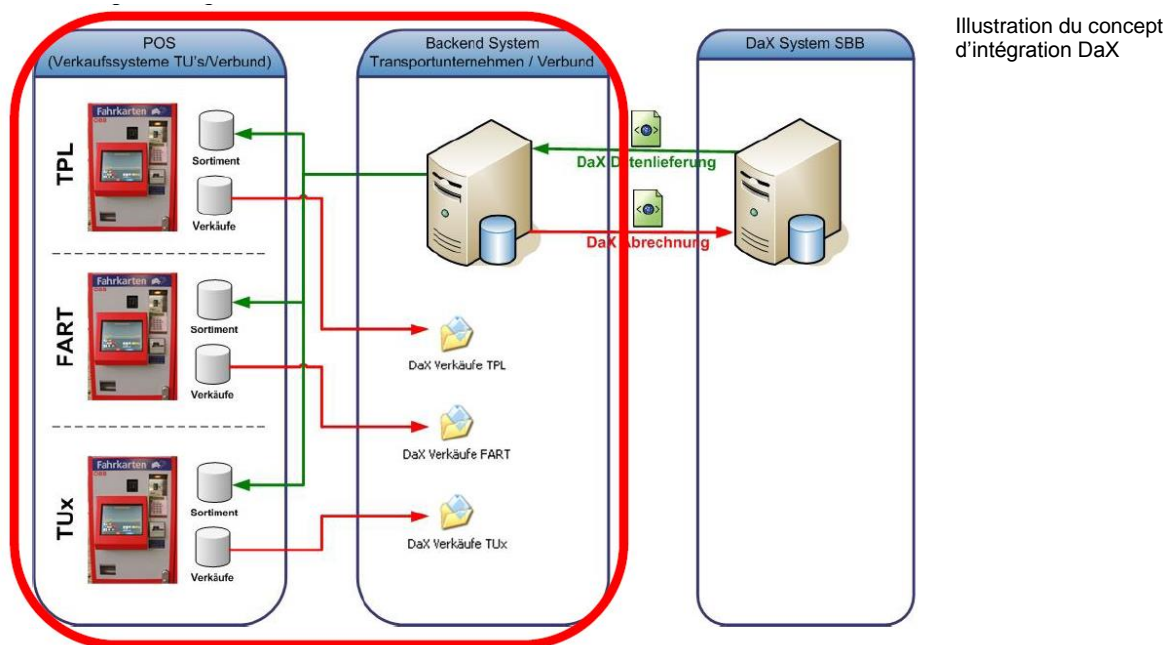 POS
(Verkaufssysteme TU's/Verbund)
Backend System
Transportunternehmen / Verbund
DaX System SBB
Illustration du concept
d'intégration DaX
TPL
Fahrkarten
Sortiment
Verkäufe
DaX Datenlieferung
DaX Abrechnung
FART
Fahrkarten
Sortiment
Verkäufe
DaX Verkäufe TPL
DaX Verkäufe FART
TUx
Fahrkarten
Sortiment
Verkäufe
DaX Verkäufe TUx